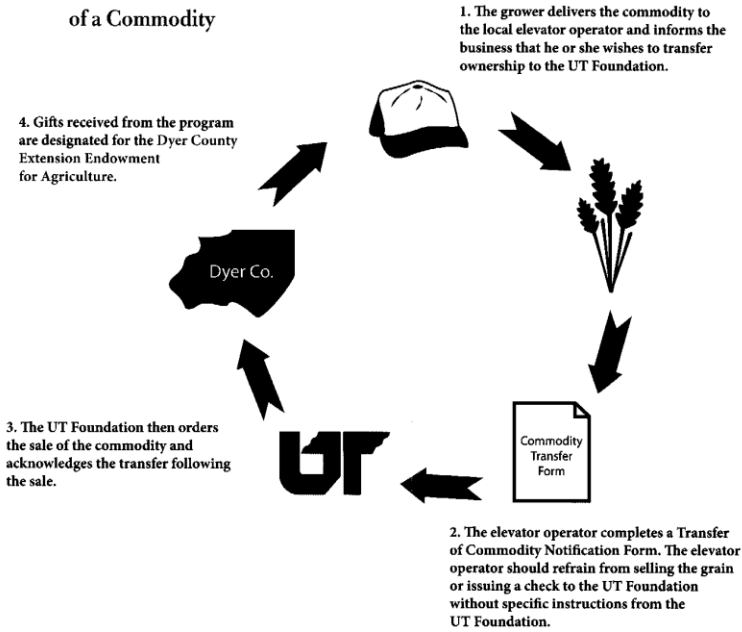 of a Commodity
1. The grower delivers the commodity to
the local elevator operator and informs the
business that he or she wishes to transfer
ownership to the UT Foundation.
4. Gifts received from the program
are designated for the Dyer County
Extension Endowment
for Agriculture.
Dyer Co.
3. The UT Foundation then orders
the sale of the commodity and
acknowledges the transfer following
the sale.
UT
Commodity
Transfer
Form
2. The elevator operator completes a Transfer
of Commodity Notification Form. The elevator
operator should refrain from selling the grain
or issuing a check to the UT Foundation
without specific instructions from the
UT Foundation.